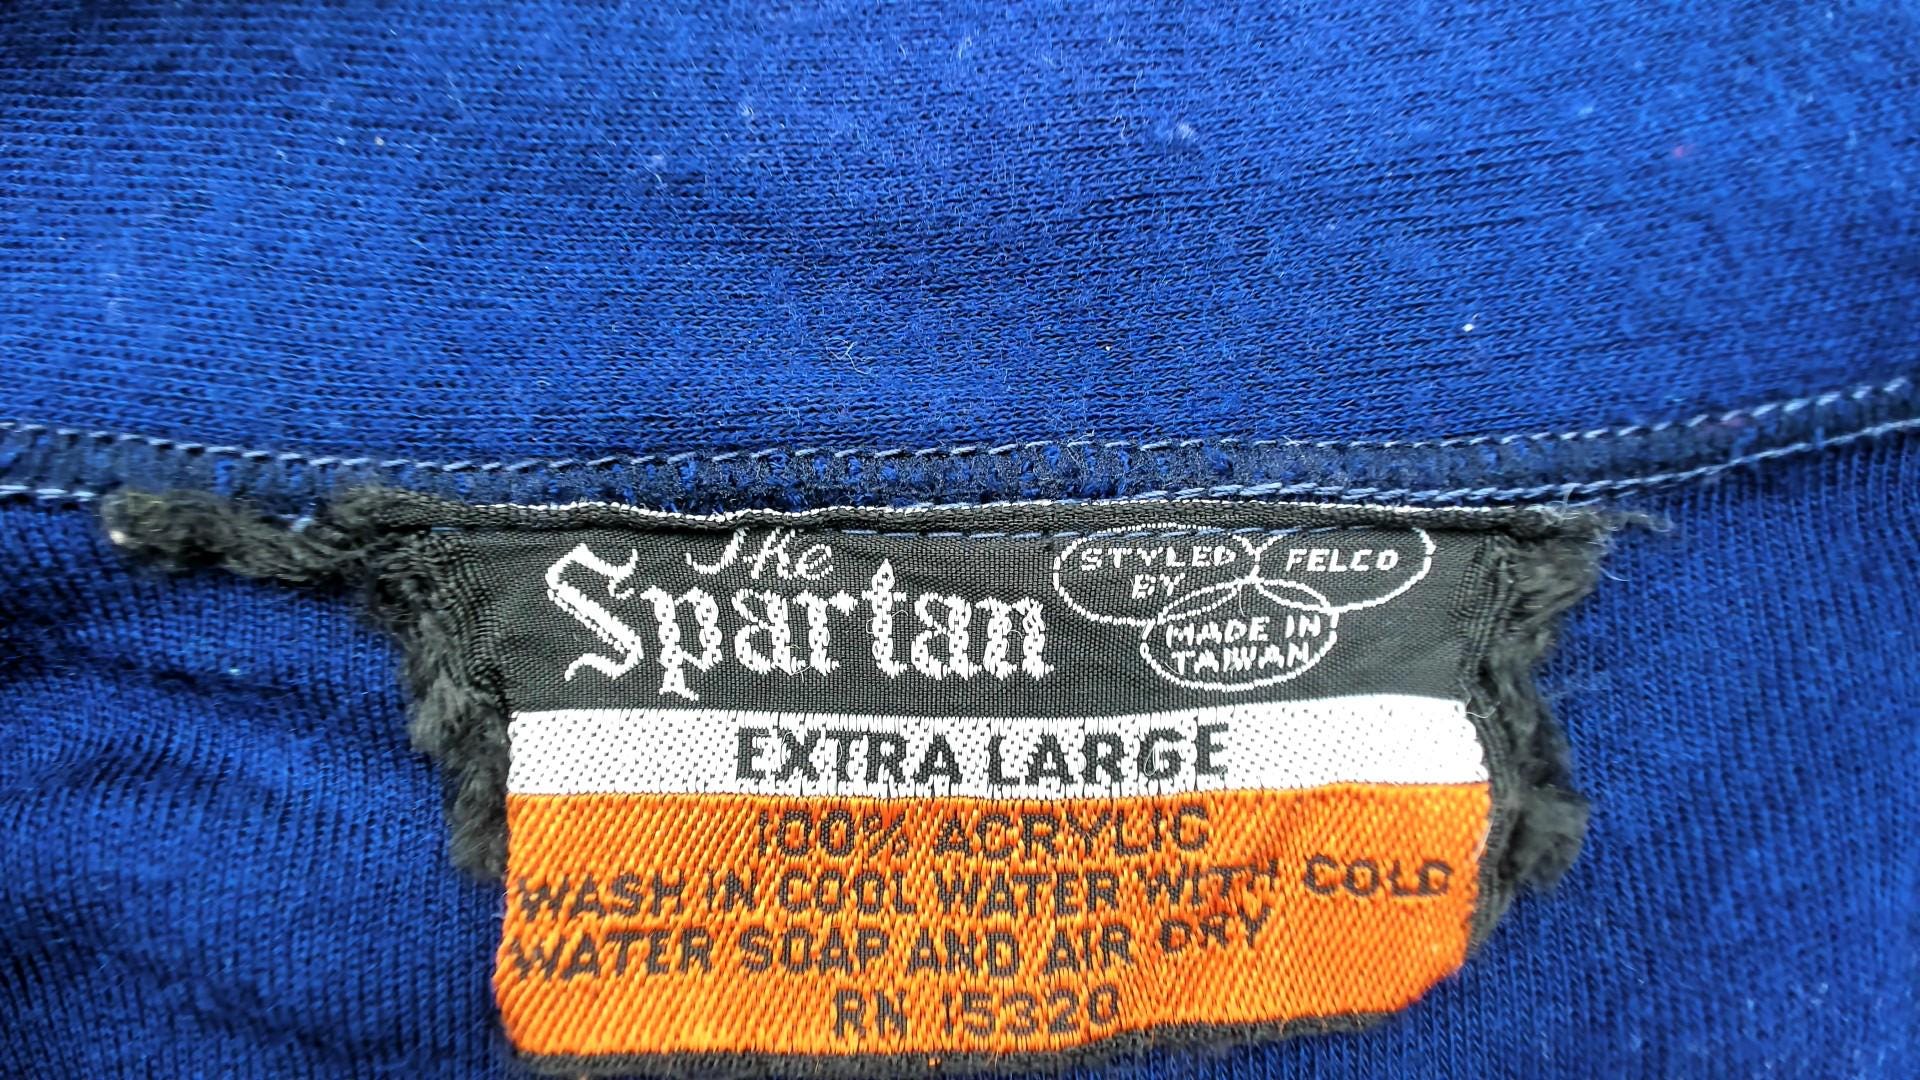 The
Spartan
STYLED
BY
FELCO
MADE IN
TAIWAN
EXTRA LARGE
100% ACRYLIC
WASH IN COOL WATER WITH COLD
WATER SOAP AND AIR DRY
RN 15320